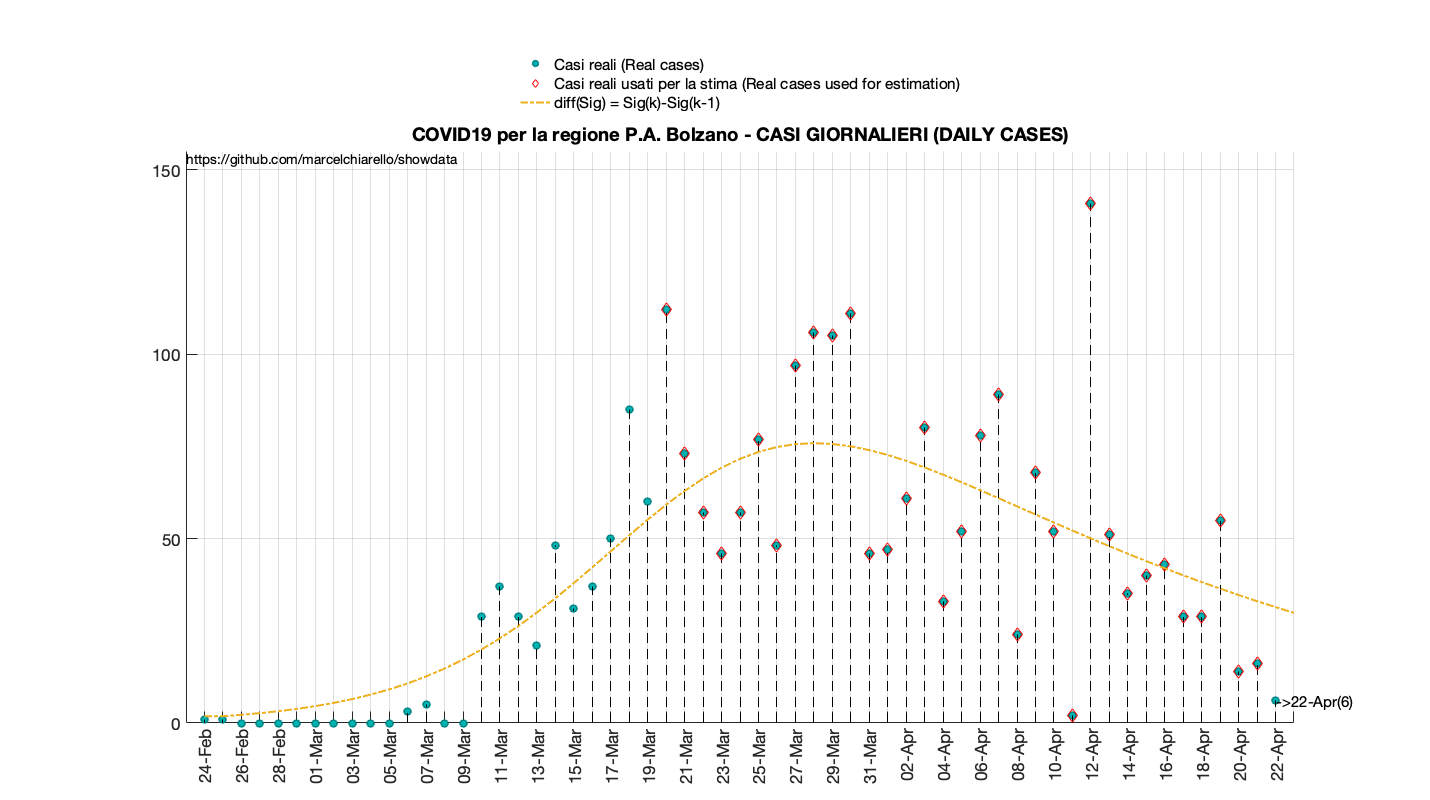 Casi reali (Real cases)
Casi reali usati per la stima (Real cases used for estimation)
diff(Sig) = Sig(k)-Sig(k-1)
COVID19 per la regione P.A. Bolzano - CASI GIORNALIERI (DAILY CASES)
https://github.com/marcelchiarello/showdata
150
100
50
0
->22-Apr(6)
24-Feb
26-Feb
28-Feb
01-Mar
03-Mar
05-Mar
07-Mar
09-Mar
11-Mar
13-Mar
15-Mar
17-Mar
19-Mar
21-Mar
23-Mar
25-Mar
27-Mar
29-Mar
31-Mar
02-Apr
04-Apr
06-Apr
08-Apr
10-Apr
12-Apr
14-Apr
16-Apr
18-Apr
20-Apr
22-Apr